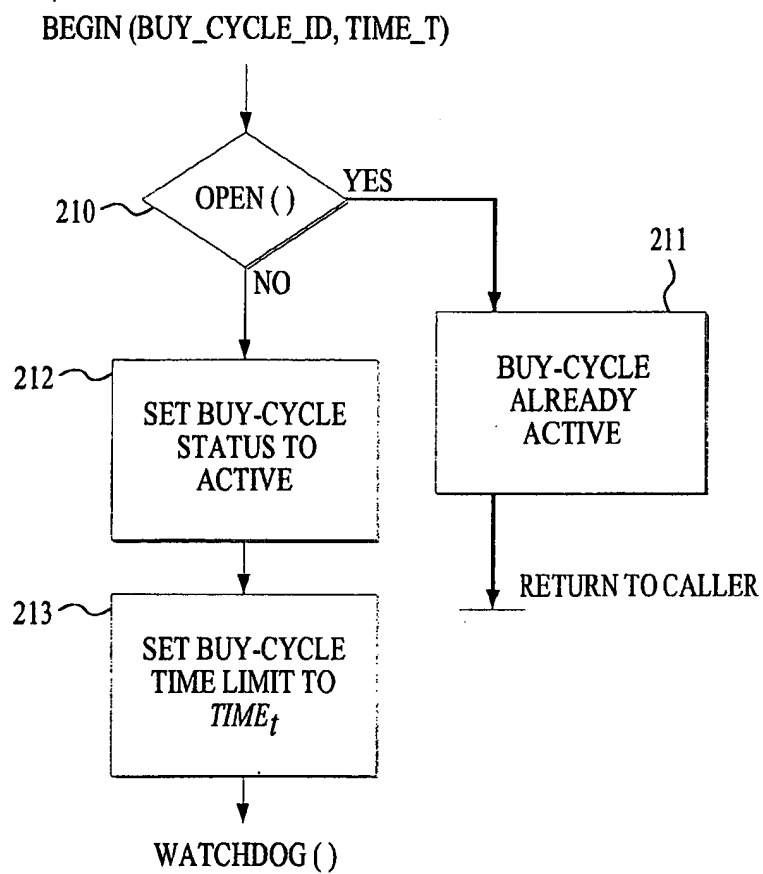 BEGIN (BUY_CYCLE_ID, TIME_T)
OPEN ( )
YES
210
NO
211
212
SET BUY-CYCLE
STATUS TO
ACTIVE
BUY-CYCLE
ALREADY
ACTIVE
RETURN TO CALLER
213
SET BUY-CYCLE
TIME LIMIT TO
TIMEt
WATCHDOG ( )